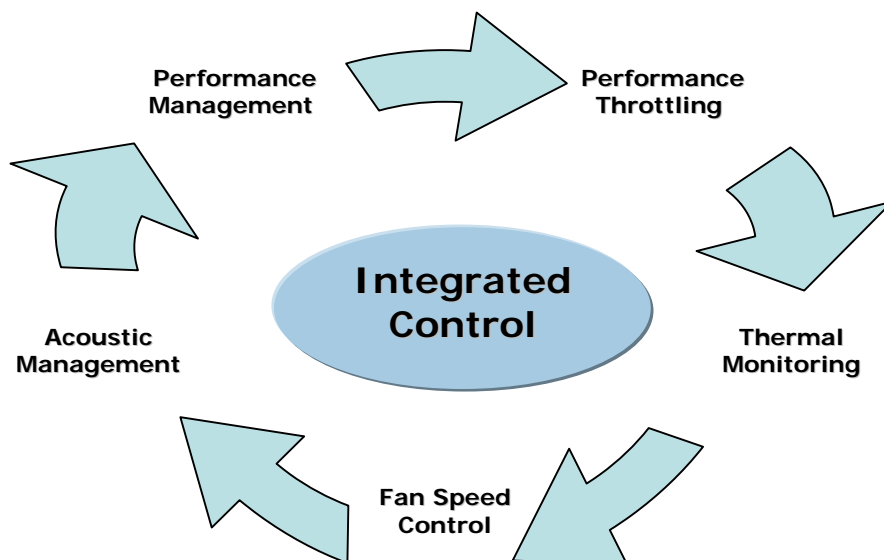 Performance
Management
Performance
Throttling
Integrated
Control
Acoustic
Management
Thermal
Monitoring
Fan Speed
Control